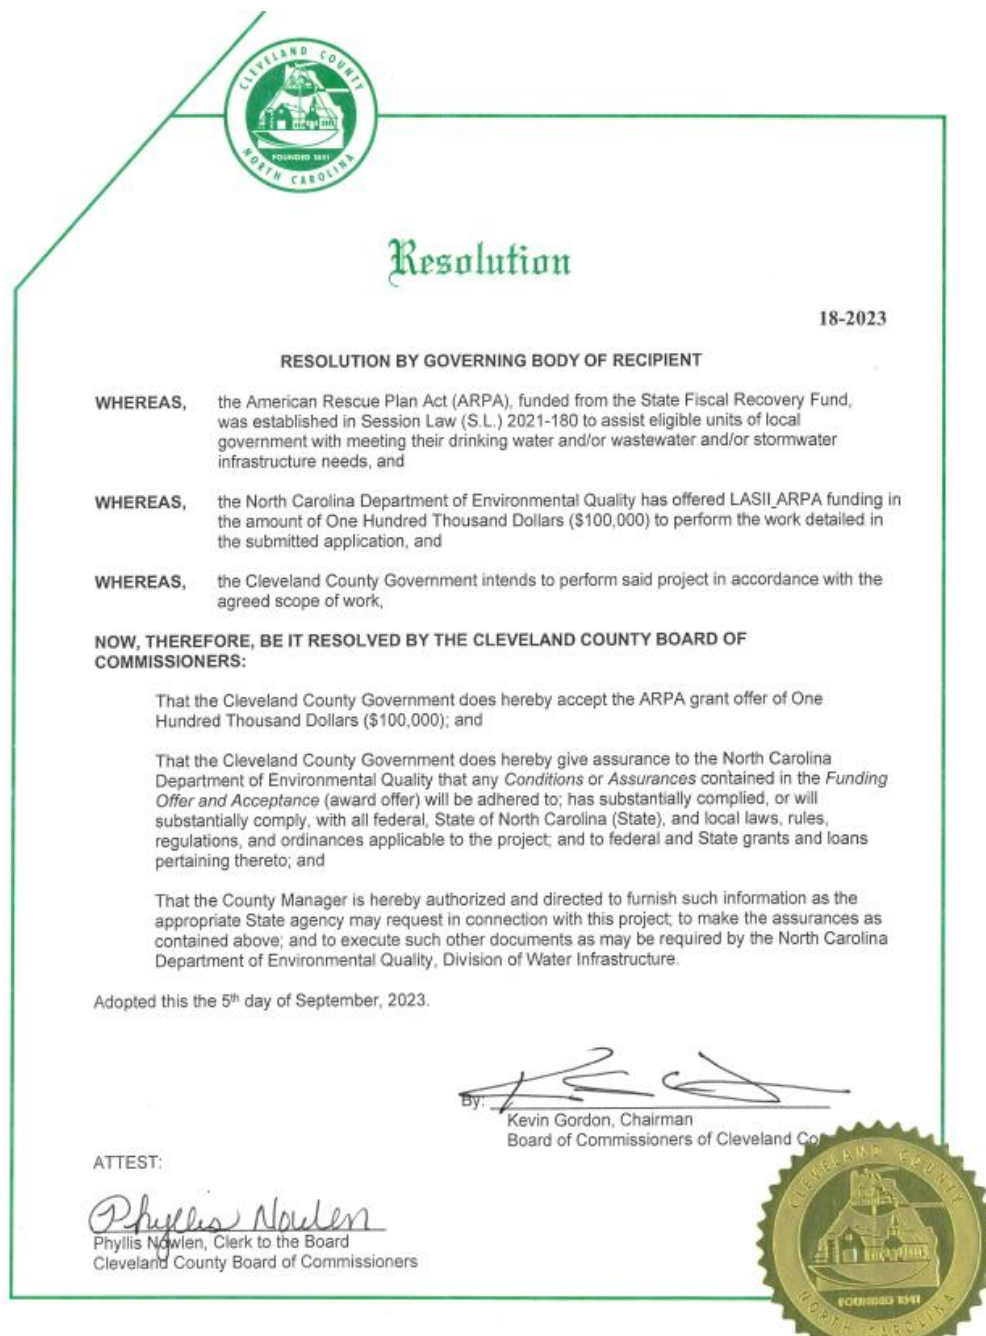 CLEVELAND COUNTY
FOUNDED 1841
NORTH CAROLINA
Resolution
18-2023
RESOLUTION BY GOVERNING BODY OF RECIPIENT
WHEREAS, the American Rescue Plan Act (ARPA), funded from the State Fiscal Recovery Fund,
was established in Session Law (S.L.) 2021-180 to assist eligible units of local
government with meeting their drinking water and/or wastewater and/or stormwater
infrastructure needs, and
WHEREAS, the North Carolina Department of Environmental Quality has offered LASII_ARPA funding in
the amount of One Hundred Thousand Dollars ($100,000) to perform the work detailed in
the submitted application, and
WHEREAS, the Cleveland County Government intends to perform said project in accordance with the
agreed scope of work,
NOW, THEREFORE, BE IT RESOLVED BY THE CLEVELAND COUNTY BOARD OF
COMMISSIONERS:
That the Cleveland County Government does hereby accept the ARPA grant offer of One
Hundred Thousand Dollars ($100,000); and
That the Cleveland County Government does hereby give assurance to the North Carolina
Department of Environmental Quality that any Conditions or Assurances contained in the Funding
Offer and Acceptance (award offer) will be adhered to; has substantially complied, or will
substantially comply, with all federal, State of North Carolina (State), and local laws, rules,
regulations, and ordinances applicable to the project; and to federal and State grants and loans
pertaining thereto; and
That the County Manager is hereby authorized and directed to furnish such information as the
appropriate State agency may request in connection with this project; to make the assurances as
contained above; and to execute such other documents as may be required by the North Carolina
Department of Environmental Quality, Division of Water Infrastructure.
Adopted this the 5th day of September, 2023.
By:
Kevin Gordon, Chairman
Board of Commissioners of Cleveland Co
ATTEST:
Phyllis Nowlen
Phyllis Nowlen, Clerk to the Board
Cleveland County Board of Commissioners
CLEVELAND COUNTY
FOUNDED 1841
NORTH CAROLINA